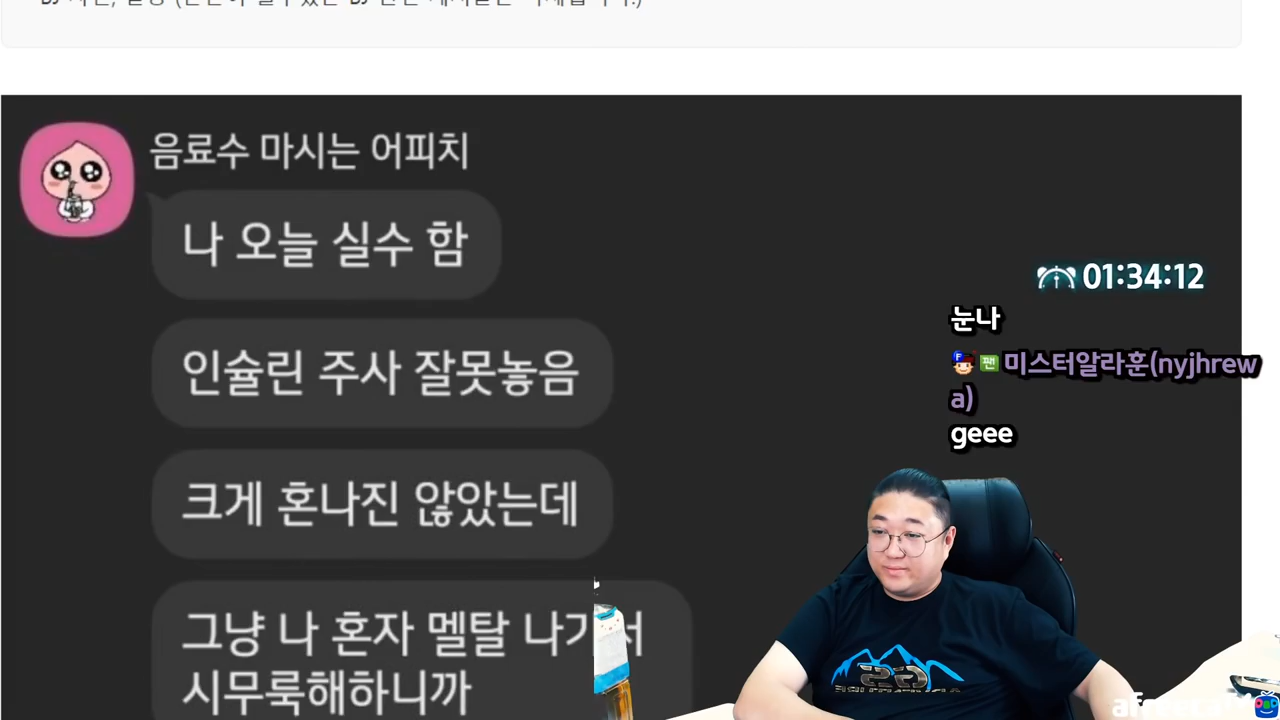 음료수 마시는 어피치
나 오늘 실수 함
인슐린 주사 잘못놓음
크게 혼나진 않았는데
그냥 나 혼자 멜탈 나가서
시무룩해하니까
01:34:12
눈나
F 팬 미스터알라훈(nyjhrew
a)
geee